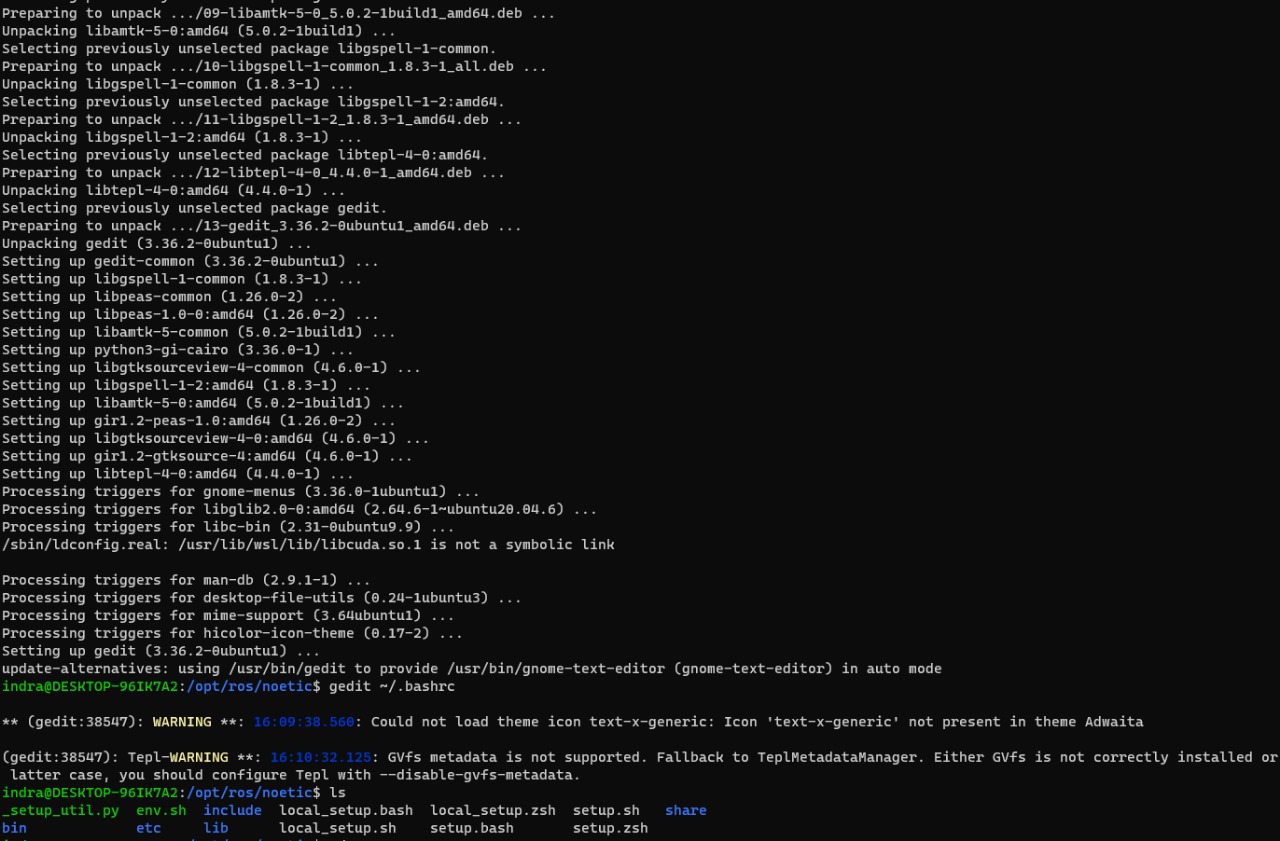 Preparing to unpack .../09-libamtk-5-0_5.0.2-1build1_amd64.deb ...
Unpacking libamtk-5-0:amd64 (5.0.2-1build1) ...
Selecting previously unselected package libgspell-1-common.
Preparing to unpack .../10-libgspell-1-common_1.8.3-1_all.deb ...
Unpacking libgspell-1-common (1.8.3-1) ...
Selecting previously unselected package libgspell-1-2:amd64.
Preparing to unpack .../11-libgspell-1-2_1.8.3-1_amd64.deb ...
Unpacking libgspell-1-2:amd64 (1.8.3-1) ...
Selecting previously unselected package libtepl-4-0:amd64.
Preparing to unpack .../12-libtepl-4-0_4.4.0-1_amd64.deb ...
Unpacking libtepl-4-0:amd64 (4.4.0-1) ...
Selecting previously unselected package gedit.
Preparing to unpack .../13-gedit_3.36.2-0ubuntu1_amd64.deb ...
Unpacking gedit (3.36.2-0ubuntu1) ...
Setting up gedit-common (3.36.2-0ubuntu1) ...
Setting up libgspell-1-common (1.8.3-1) ...
Setting up libpeas-common (1.26.0-2) ...
Setting up libpeas-1.0-0:amd64 (1.26.0-2) ...
Setting up libamtk-5-common (5.0.2-1build1) ...
Setting up python3-gi-cairo (3.36.0-1) ...
Setting up libgtksourceview-4-common (4.6.0-1) ...
Setting up libgspell-1-2:amd64 (1.8.3-1) ...
Setting up libamtk-5-0:amd64 (5.0.2-1build1) ...
Setting up gir1.2-peas-1.0:amd64 (1.26.0-2) ...
Setting up libgtksourceview-4-0:amd64 (4.6.0-1) ...
Setting up gir1.2-gtksource-4:amd64 (4.6.0-1) ...
Setting up libtepl-4-0:amd64 (4.4.0-1) ...
Processing triggers for gnome-menus (3.36.0-1ubuntu1) ...
Processing triggers for libglib2.0-0:amd64 (2.64.6-1~ubuntu20.04.6) ...
Processing triggers for libc-bin (2.31-0ubuntu9.9) ...
/sbin/ldconfig.real: /usr/lib/wsl/lib/libcuda.so.1 is not a symbolic link
Processing triggers for man-db (2.9.1-1) ...
Processing triggers for desktop-file-utils (0.24-1ubuntu3) ...
Processing triggers for mime-support (3.64ubuntu1) ...
Processing triggers for hicolor-icon-theme (0.17-2) ...
Setting up gedit (3.36.2-0ubuntu1) ...
update-alternatives: using /usr/bin/gedit to provide /usr/bin/gnome-text-editor (gnome-text-editor) in auto mode
indra@DESKTOP-96IK7A2:/opt/ros/noetic$ gedit ~/.bashrc
** (gedit:38547): WARNING **: 16:09:38.560: Could not load theme icon text-x-generic: Icon 'text-x-generic' not present in theme Adwaita
(gedit:38547): Tepl-WARNING **: 16:10:32.125: GVfs metadata is not supported. Fallback to TeplMetadataManager. Either GVfs is not correctly installed or
latter case, you should configure Tepl with --disable-gvfs-metadata.
indra@DESKTOP-96IK7A2:/opt/ros/noetic$ ls
_setup_util.py env.sh include local_setup.bash local_setup.zsh setup.sh share
bin etc lib local_setup.sh setup.bash setup.zsh